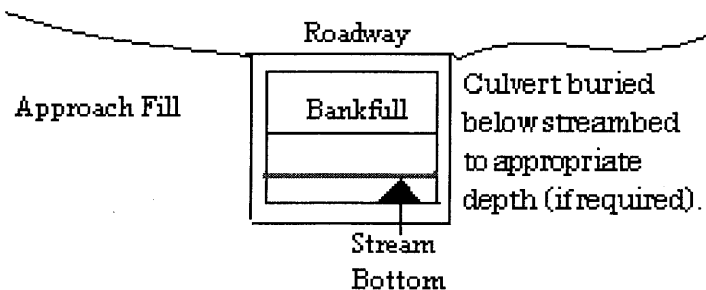 Roadway
Approach Fill
Bankfull
Culvert buried
below streambed
to appropriate
depth (if required).
Stream
Bottom